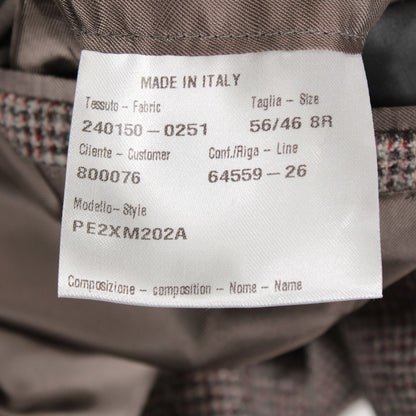 MADE IN ITALY
Tessuto - Fabric Taglia - Size
240150-0251 56/46 8R
Cliente - Customer Conf./Riga - Line
800076 64559-26
Modello-Style
PE2XM202A
Composizione - composition - Nome - Name